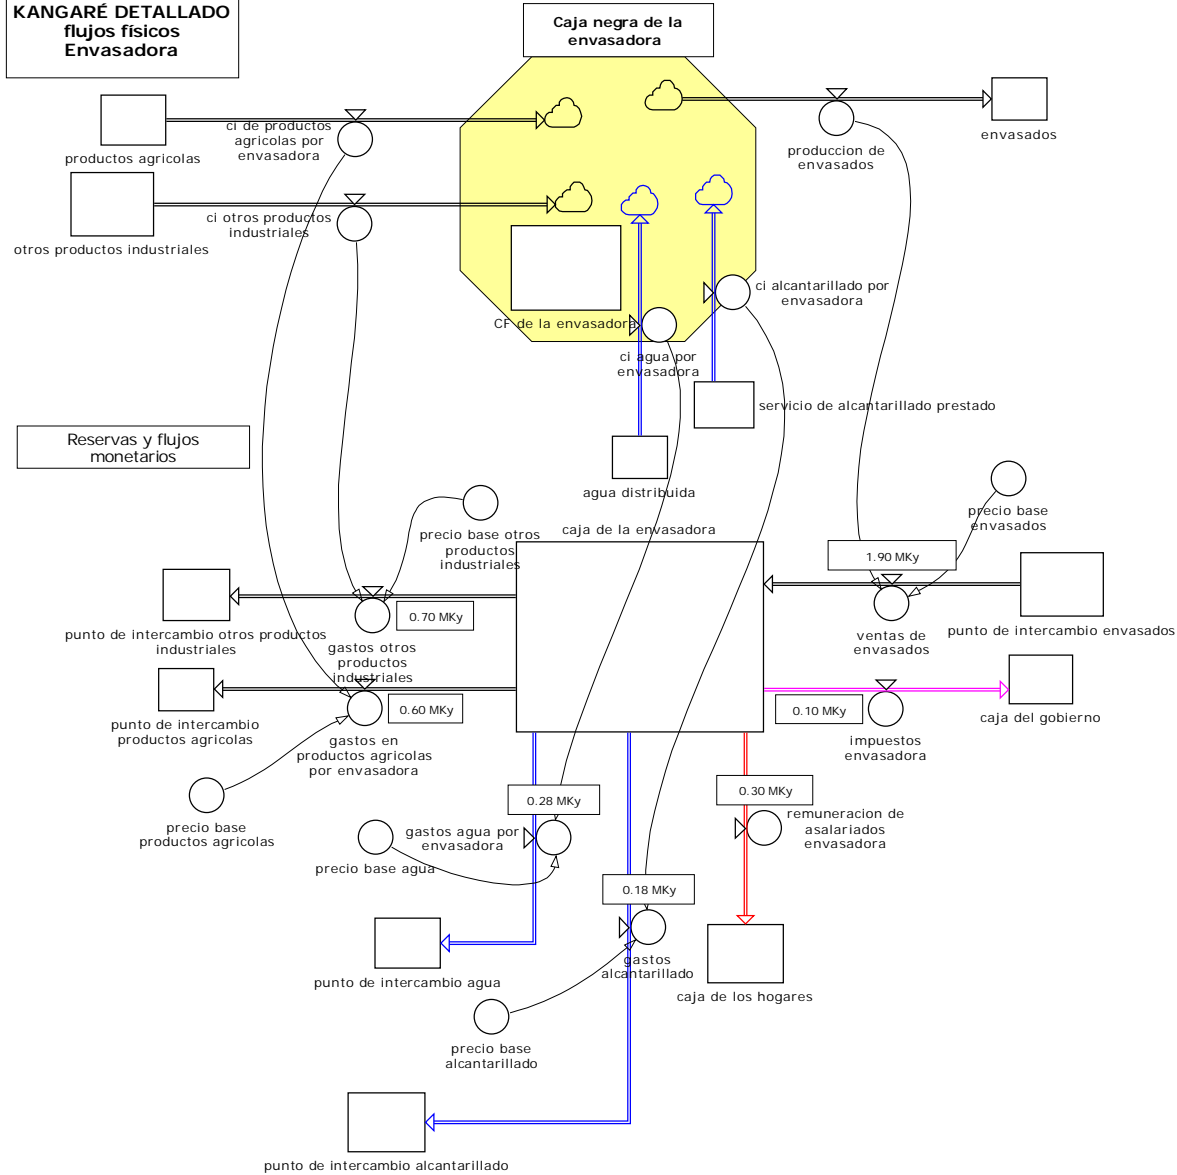 KANGARÉ DETALLADO
flujos físicos
Envasadora
Caja negra de la
envasadora
productos agricolas
ci de productos
agricolas por
envasadora
produccion de
envasados
envasados
otros productos industriales
ci otros productos
industriales
CF de la envasadora
ci agua por
envasadora
ci alcantarillado por
envasadora
servicio de alcantarillado prestado
agua distribuida
Reservas y flujos
monetarios
precio base otros
productos
industriales
caja de la envasadora
precio base
envasados
1.90 MKy
punto de intercambio otros productos
industriales
0.70 MKy
gastos otros
productos
industriales
ventas de
envasados
punto de intercambio envasados
punto de intercambio
productos agricolas
0.60 MKy
gastos en
productos agricolas
por envasadora
0.10 MKy
impuestos
envasadora
caja del gobierno
precio base
productos agricolas
0.28 MKy
0.30 MKy
remuneracion de
asalariados
envasadora
gastos agua por
envasadora
precio base agua
0.18 MKy
gastos
alcantarillado
punto de intercambio agua
caja de los hogares
precio base
alcantarillado
punto de intercambio alcantarillado